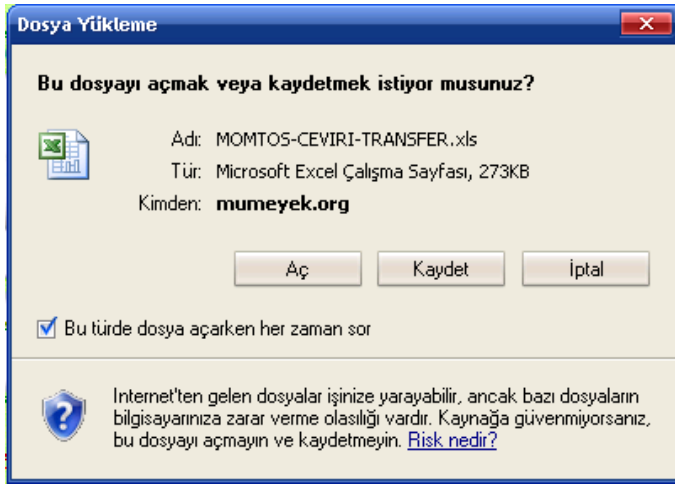 Dosya Yükleme
Bu dosyayı açmak veya kaydetmek istiyor musunuz?
Adı: MOMTOS-CEVIRI-TRANSFER.xls
Tür: Microsoft Excel Çalışma Sayfası, 273KB
Kimden: mumeyek.org
Aç Kaydet İptal
Bu türde dosya açarken her zaman sor
Internet'ten gelen dosyalar işinize yarayabilir, ancak bazı dosyaların
bilgisayarınıza zarar verme olasılığı vardır. Kaynağa güvenmiyorsanız,
bu dosyayı açmayın ve kaydetmeyin. Risk nedir?